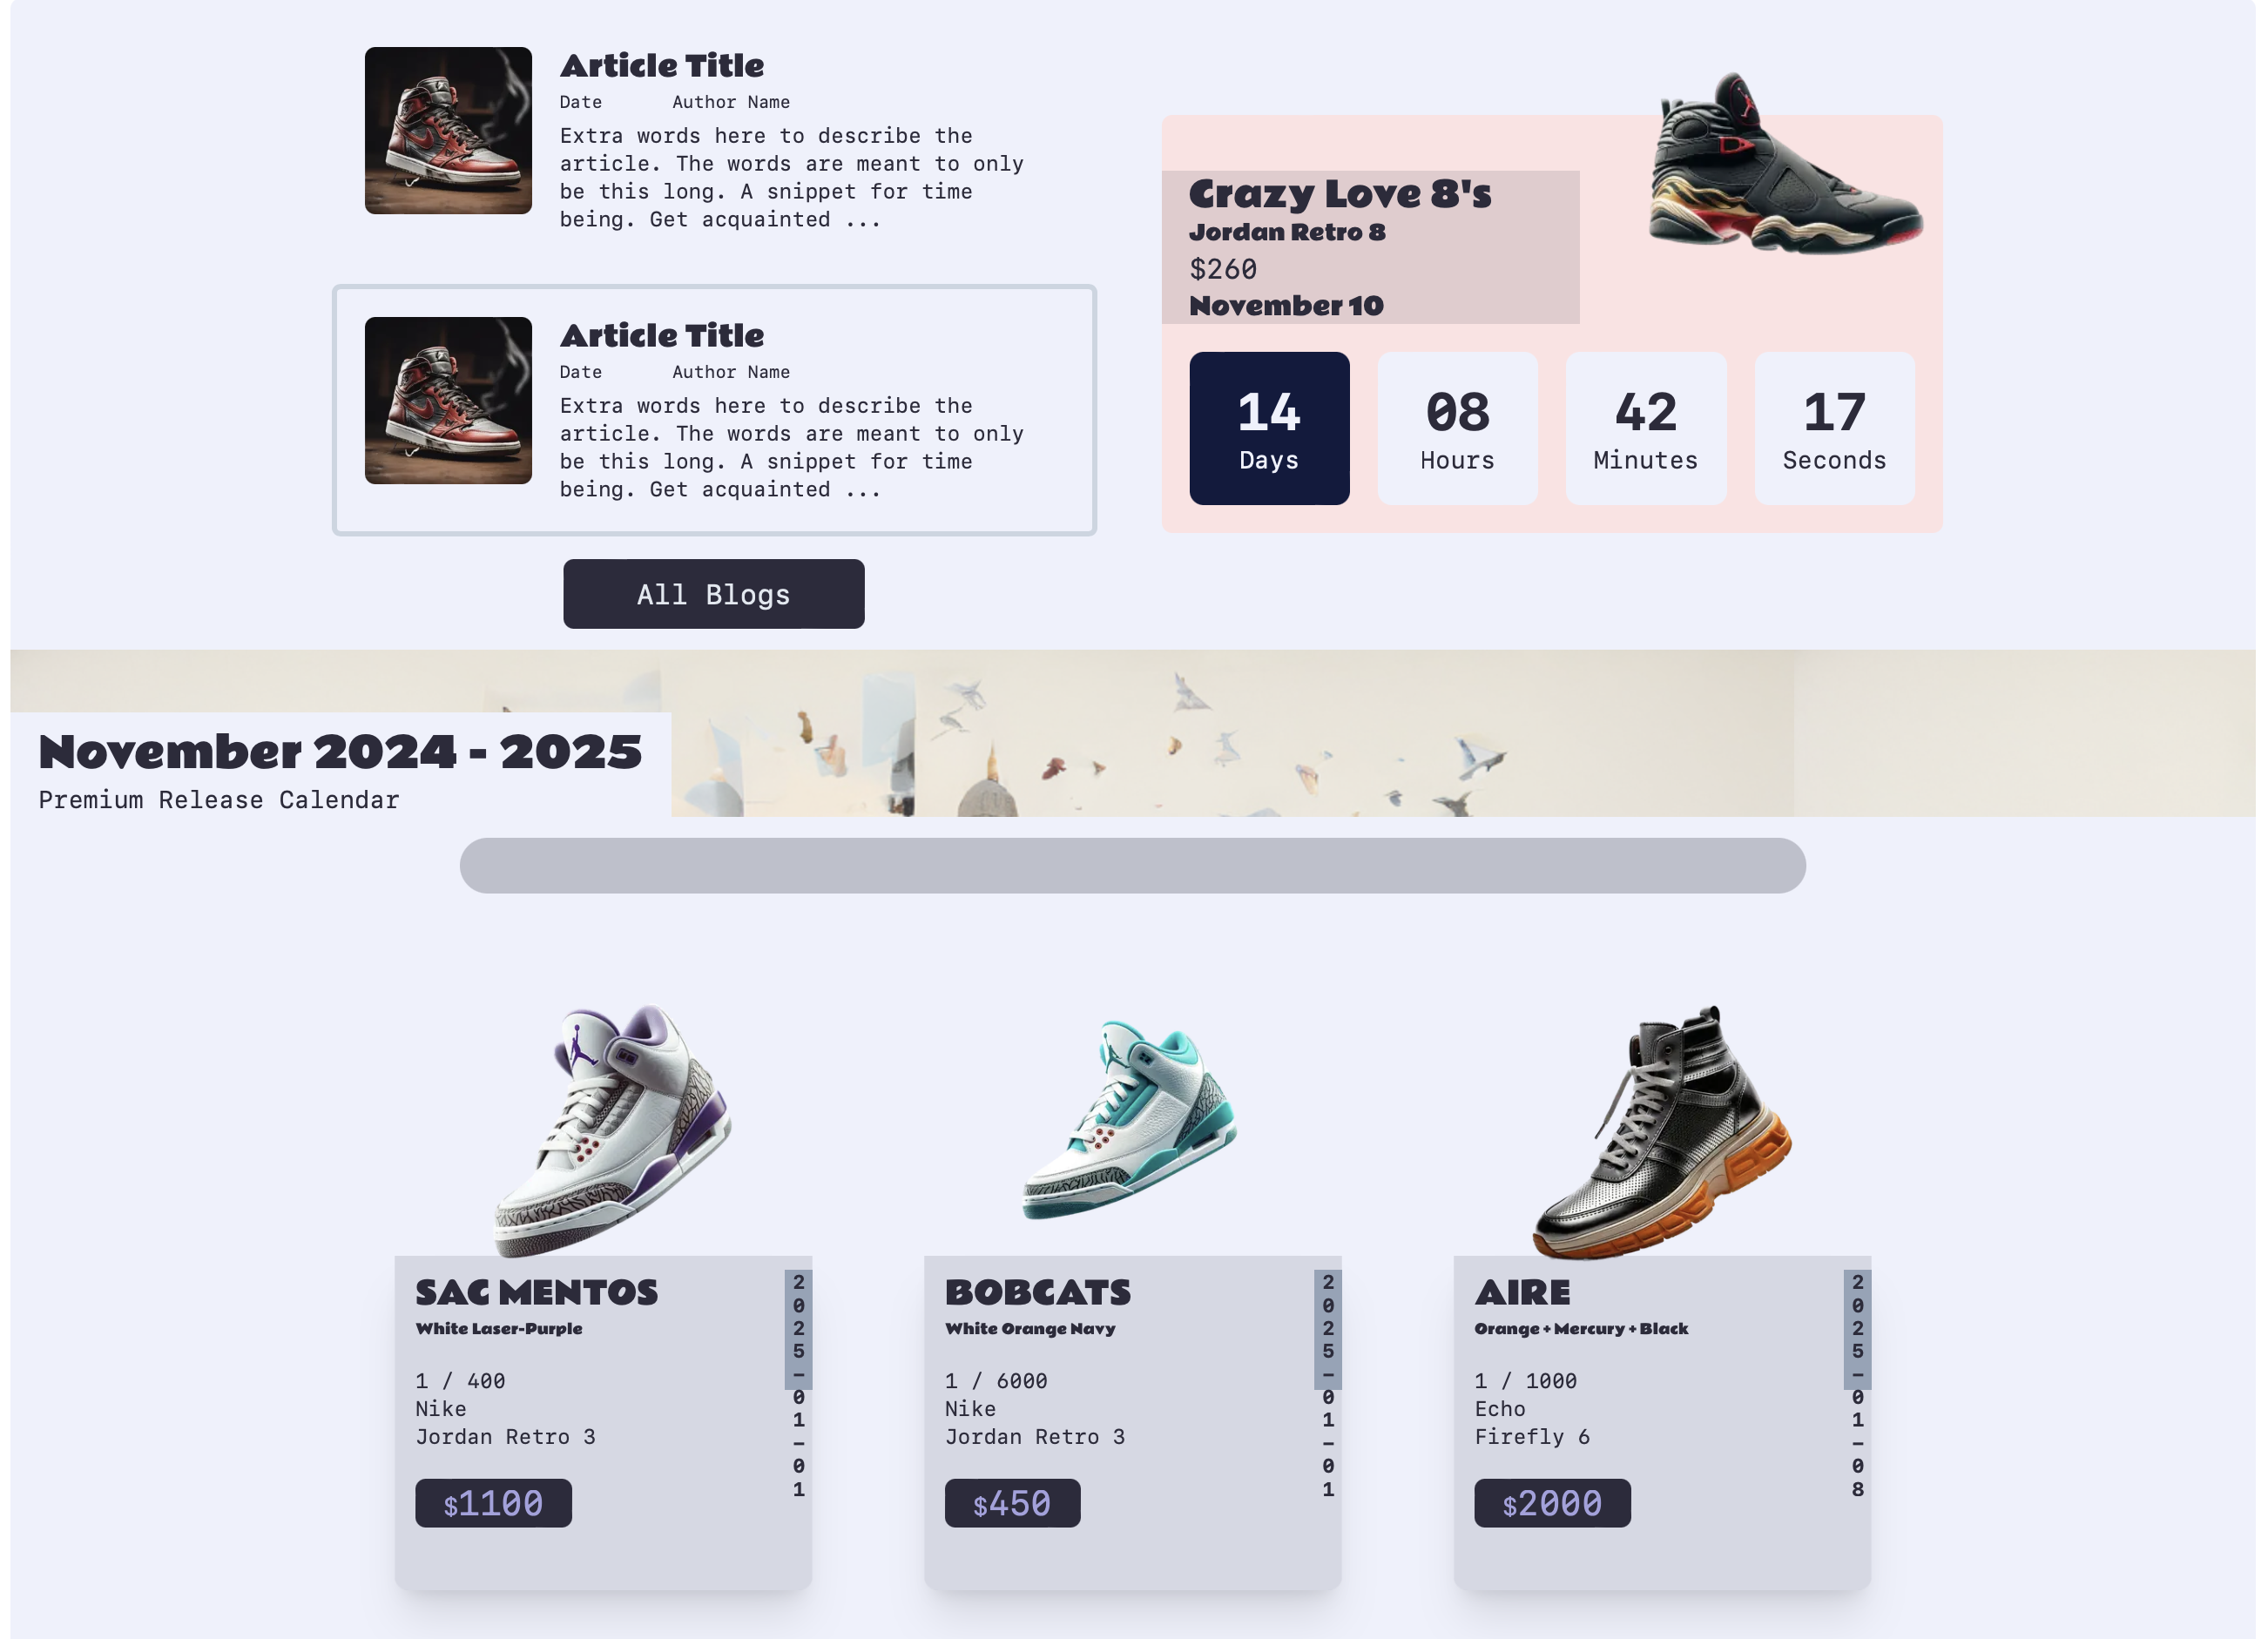 Article Title
Date Author Name
Extra words here to describe the
article. The words are meant to only
be this long. A snippet for time
being. Get acquainted ...
Article Title
Date Author Name
Extra words here to describe the
article. The words are meant to only
be this long. A snippet for time
being. Get acquainted ...
All Blogs
Crazy Love 8's
Jordan Retro 8
$260
November 10
14
Days
08
Hours
42
Minutes
17
Seconds
November 2024 - 2025
Premium Release Calendar
SAC MENTOS
White Laser-Purple
1 / 400
Nike
Jordan Retro 3
$1100
2025-01-01
BOBCATS
White Orange Navy
1 / 6000
Nike
Jordan Retro 3
$450
2025-01-01
AIRE
Orange + Mercury + Black
1 / 1000
Echo
Firefly 6
$2000
2025-01-08